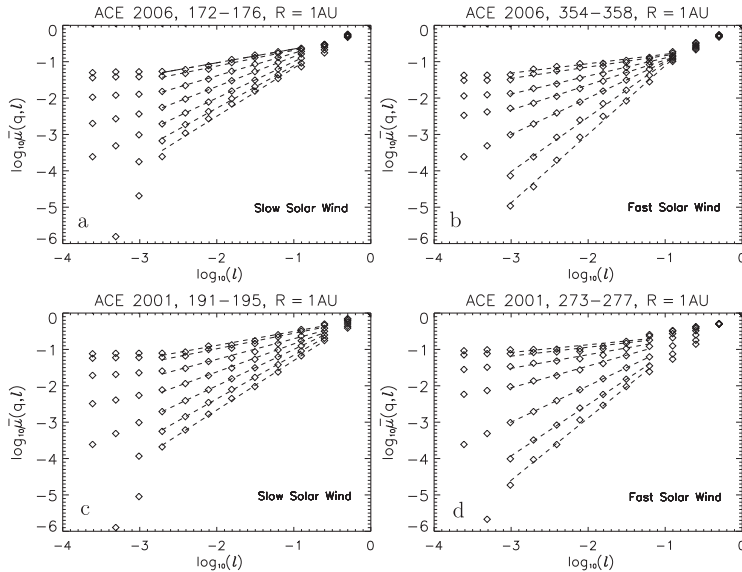 ACE 2006, 172−176, R = 1AU
0
−1
−2
−3
−4
−5
−6
log₁₀μ̄(q,l)
a
Slow Solar Wind
−4 −3 −2 −1 0
log₁₀(l)
ACE 2006, 354−358, R = 1AU
0
−1
−2
−3
−4
−5
−6
log₁₀μ̄(q,l)
b
Fast Solar Wind
−4 −3 −2 −1 0
log₁₀(l)
ACE 2001, 191−195, R = 1AU
0
−1
−2
−3
−4
−5
−6
log₁₀μ̄(q,l)
c
Slow Solar Wind
−4 −3 −2 −1 0
log₁₀(l)
ACE 2001, 273−277, R = 1AU
0
−1
−2
−3
−4
−5
−6
log₁₀μ̄(q,l)
d
Fast Solar Wind
−4 −3 −2 −1 0
log₁₀(l)